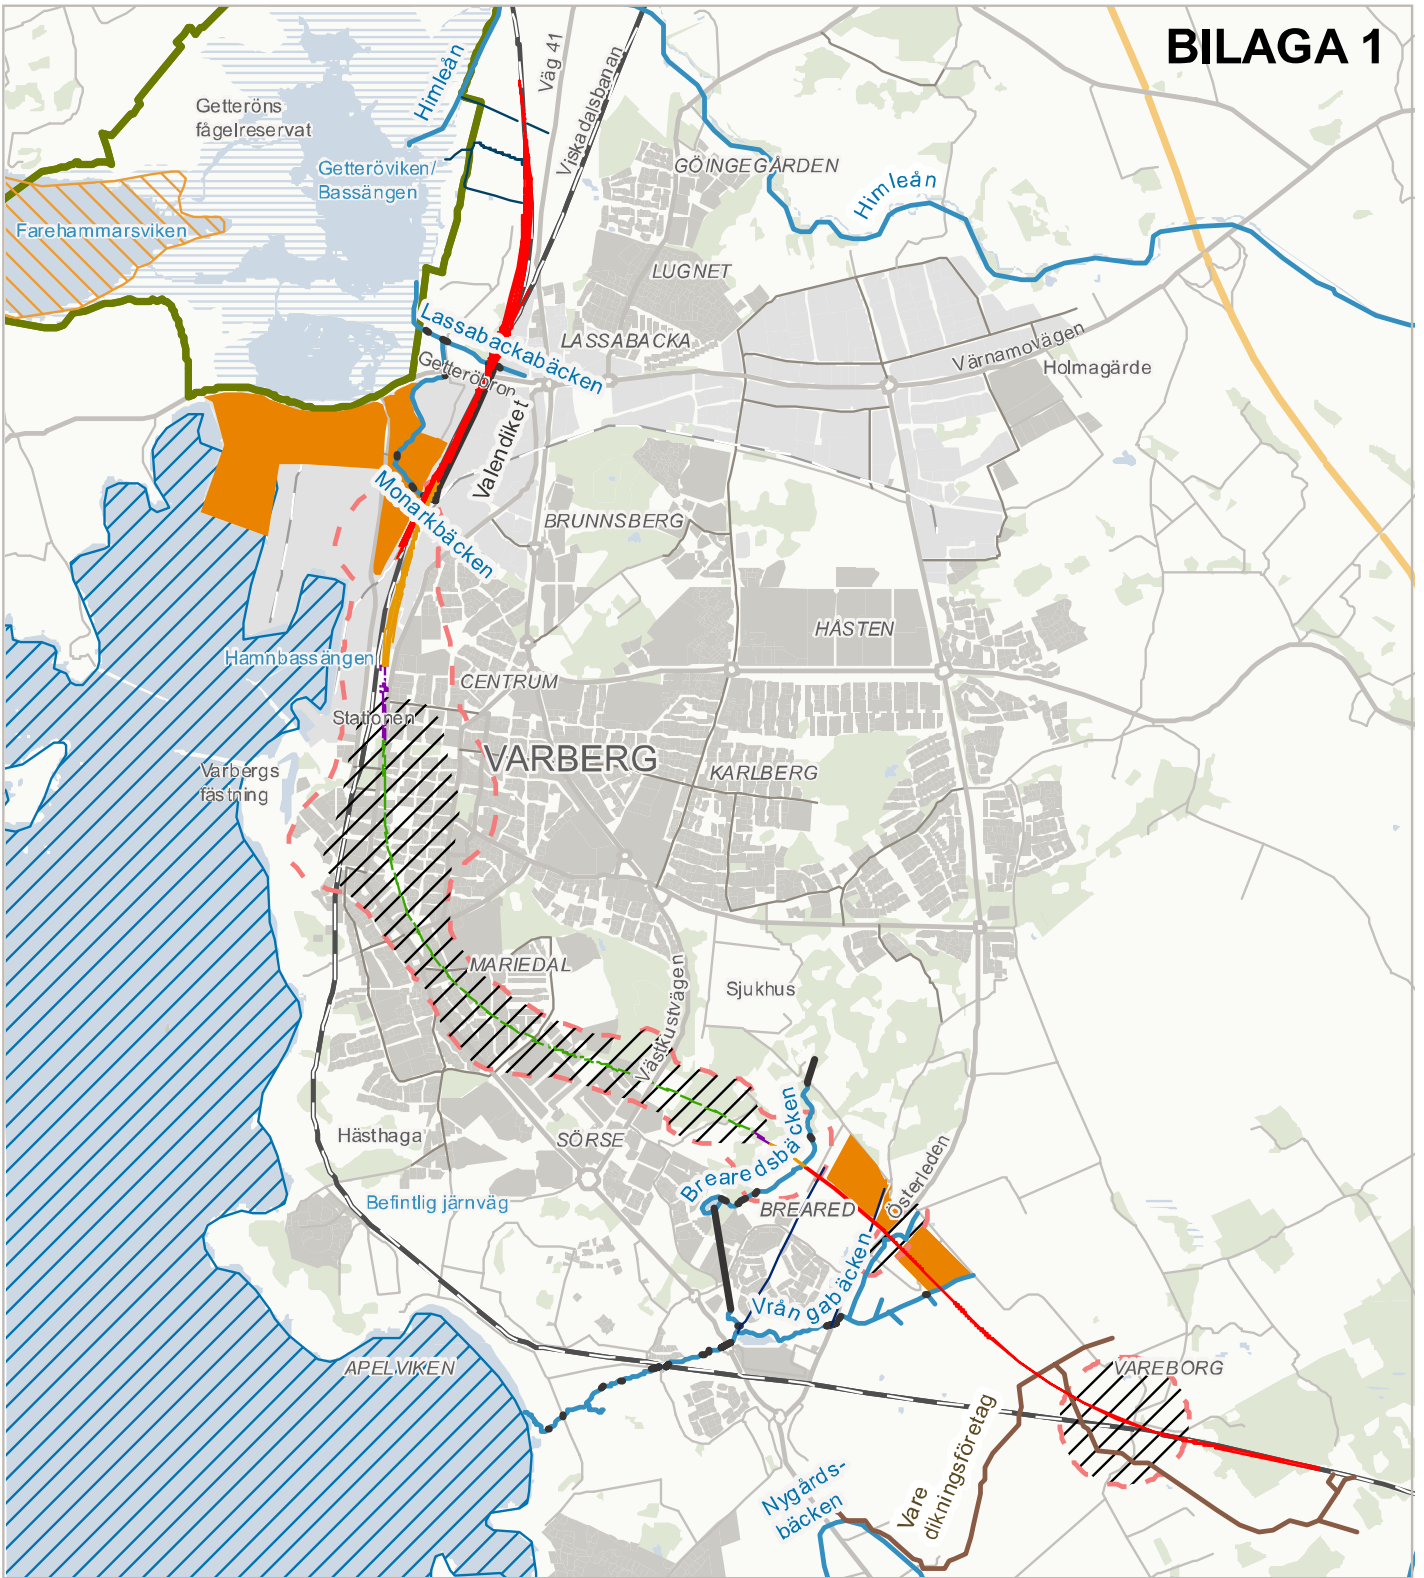 BILAGA 1
Himleån
Väg 41
Viskadalsbanan
Getteröns
fågelreservat
Getteröviken/
Bassängen
GÖINGEGÅRDEN
Himleån
Farehammarsviken
LUGNET
Lassabackabäcken
LASSABACKA
Värnamovägen
Getteröbron
Holmagärde
Valendiket
Monarkbäcken
BRUNNSBERG
HÅSTEN
Hamnbassängen
CENTRUM
Stationen
VARBERG
Varbergs
fästning
KARLBERG
MARIEDAL
Västkustvägen
Sjukhus
Hästhaga
SÖRSE
Brearedsbäcken
Österleden
Befintlig järnväg
BREARED
Vrångabäcken
APELVIKEN
VAREBORG
Vare
dikningsföretag
Nygårds-
bäcken